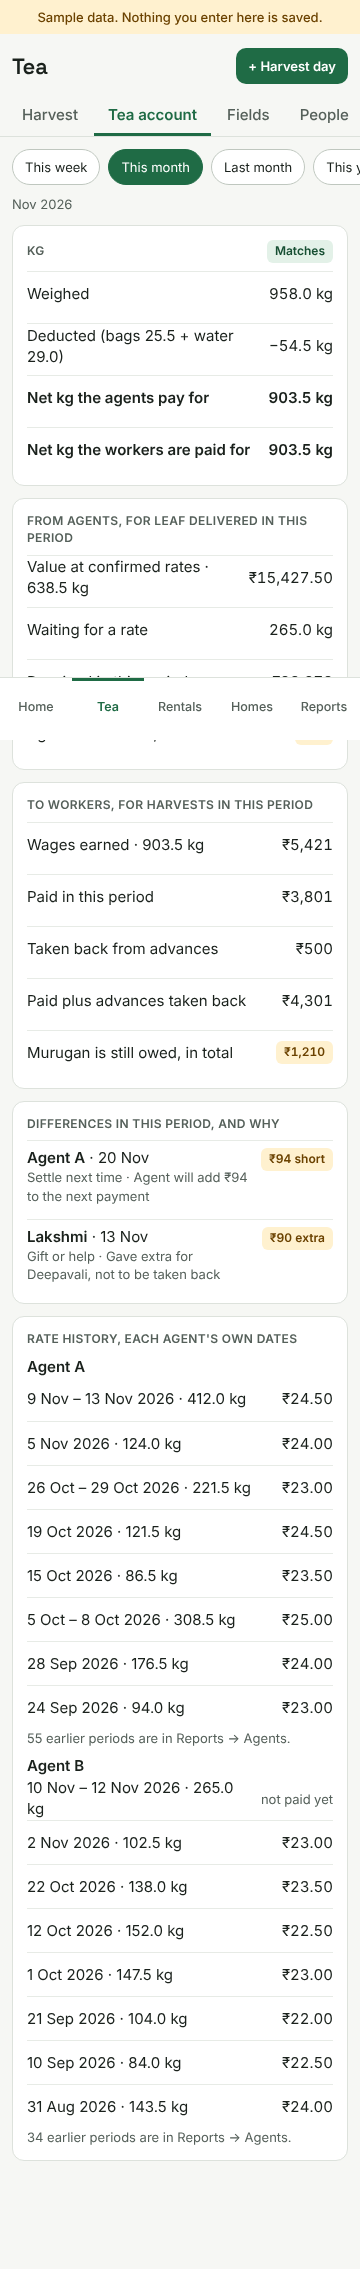 Sample data. Nothing you enter here is saved.
Tea
+ Harvest day
Harvest
Tea account
Fields
People
This week
This month
Last month
This y
Nov 2026
KG
Matches
Weighed
958.0 kg
Deducted (bags 25.5 + water
29.0)
−54.5 kg
Net kg the agents pay for
903.5 kg
Net kg the workers are paid for
903.5 kg
FROM AGENTS, FOR LEAF DELIVERED IN THIS
PERIOD
Value at confirmed rates ·
638.5 kg
₹15,427.50
Waiting for a rate
265.0 kg
Home
Tea
Rentals
Homes
Reports
TO WORKERS, FOR HARVESTS IN THIS PERIOD
Wages earned · 903.5 kg
₹5,421
Paid in this period
₹3,801
Taken back from advances
₹500
Paid plus advances taken back
₹4,301
Murugan is still owed, in total
₹1,210
DIFFERENCES IN THIS PERIOD, AND WHY
Agent A · 20 Nov
₹94 short
Settle next time · Agent will add ₹94
to the next payment
Lakshmi · 13 Nov
₹90 extra
Gift or help · Gave extra for
Deepavali, not to be taken back
RATE HISTORY, EACH AGENT'S OWN DATES
Agent A
9 Nov – 13 Nov 2026 · 412.0 kg
₹24.50
5 Nov 2026 · 124.0 kg
₹24.00
26 Oct – 29 Oct 2026 · 221.5 kg
₹23.00
19 Oct 2026 · 121.5 kg
₹24.50
15 Oct 2026 · 86.5 kg
₹23.50
5 Oct – 8 Oct 2026 · 308.5 kg
₹25.00
28 Sep 2026 · 176.5 kg
₹24.00
24 Sep 2026 · 94.0 kg
₹23.00
55 earlier periods are in Reports → Agents.
Agent B
10 Nov – 12 Nov 2026 · 265.0
kg
not paid yet
2 Nov 2026 · 102.5 kg
₹23.00
22 Oct 2026 · 138.0 kg
₹23.50
12 Oct 2026 · 152.0 kg
₹22.50
1 Oct 2026 · 147.5 kg
₹23.00
21 Sep 2026 · 104.0 kg
₹22.00
10 Sep 2026 · 84.0 kg
₹22.50
31 Aug 2026 · 143.5 kg
₹24.00
34 earlier periods are in Reports → Agents.